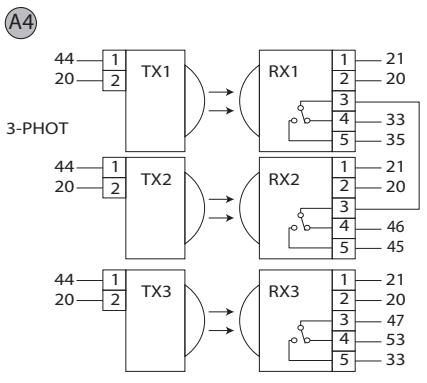 A4
44 1 TX1 RX1 1 21
20 2 2 20
3
3-PHOT 4 33
5 35
44 1 TX2 RX2 1 21
20 2 2 20
3
4 46
5 45
44 1 TX3 RX3 1 21
20 2 2 20
3 47
4 53
5 33